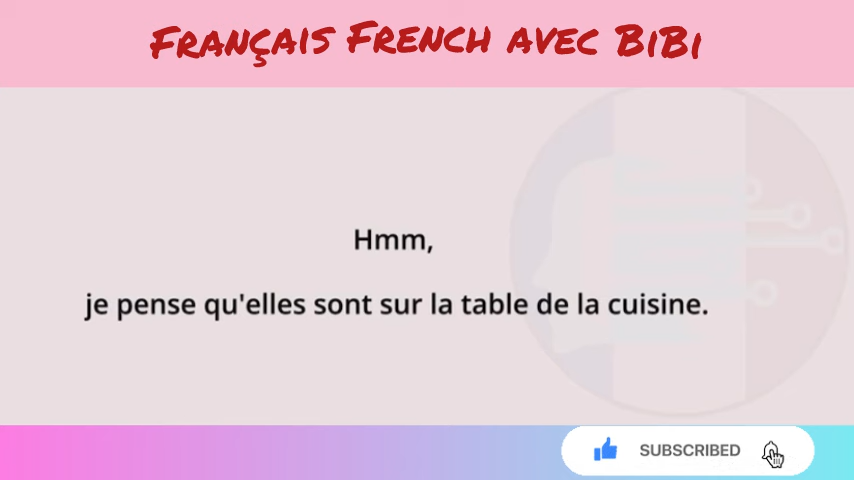 Français French avec BiBi
Hmm,
je pense qu'elles sont sur la table de la cuisine.
SUBSCRIBED